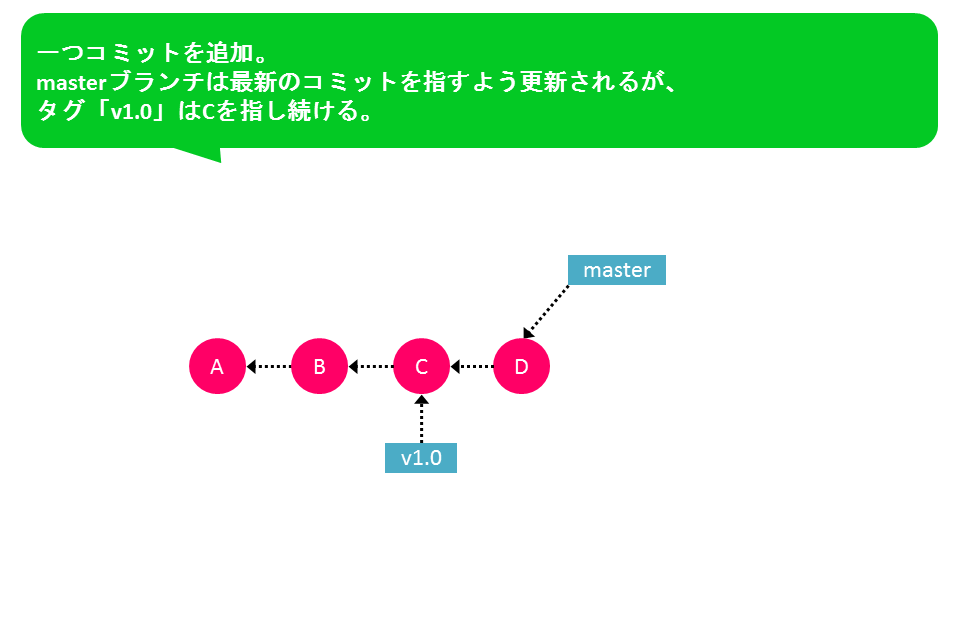 一つコミットを追加。
masterブランチは最新のコミットを指すよう更新されるが、
タグ「v1.0」はCを指し続ける。
master
A B C D
v1.0